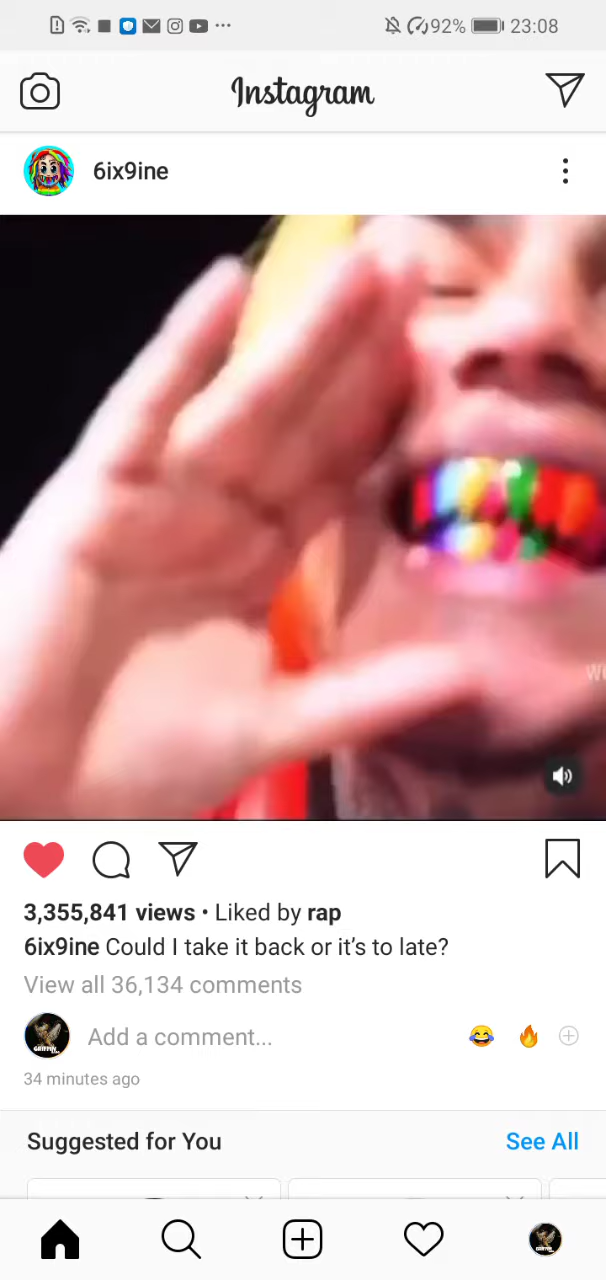 92% 23:08
Instagram
6ix9ine
3,355,841 views • Liked by rap
6ix9ine Could I take it back or it's to late?
View all 36,134 comments
Add a comment...
34 minutes ago
Suggested for You
See All